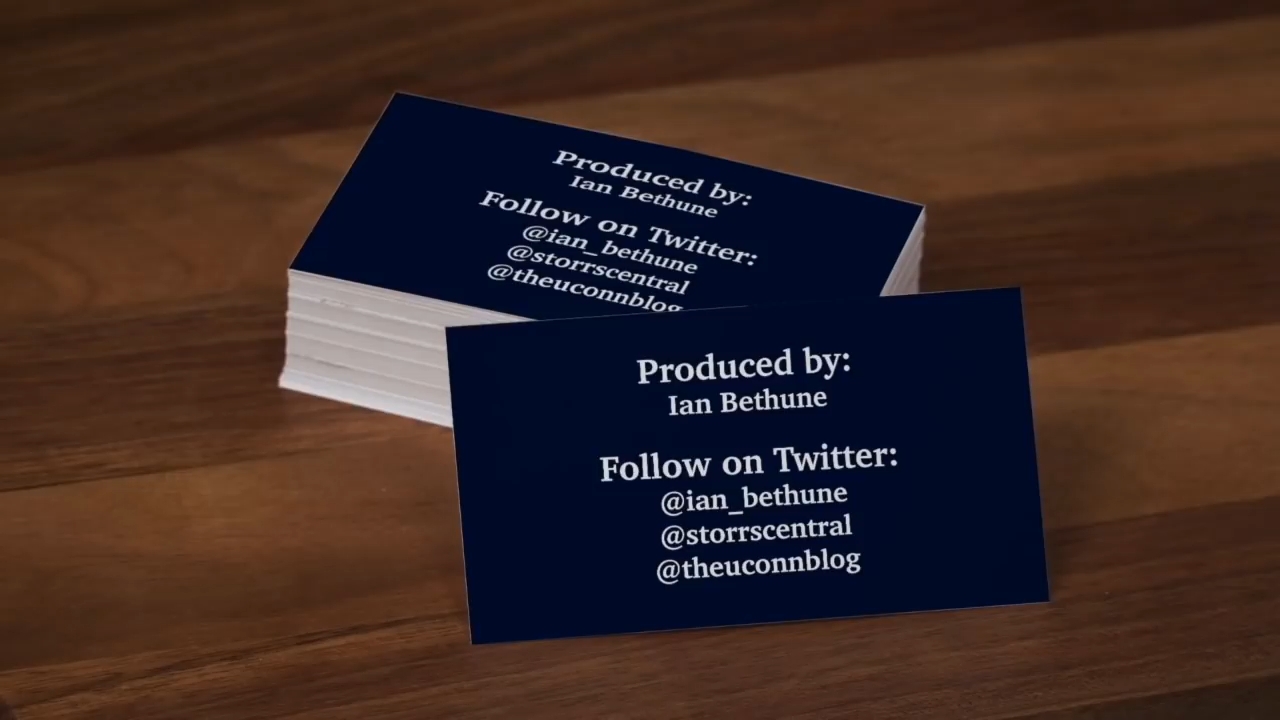 Produced by:
Ian Bethune
Follow on Twitter:
@ian_bethune
@storrscentral
@theuconnblog
Produced by:
Ian Bethune
Follow on Twitter:
@ian_bethune
@storrscentral
@theuconnblog